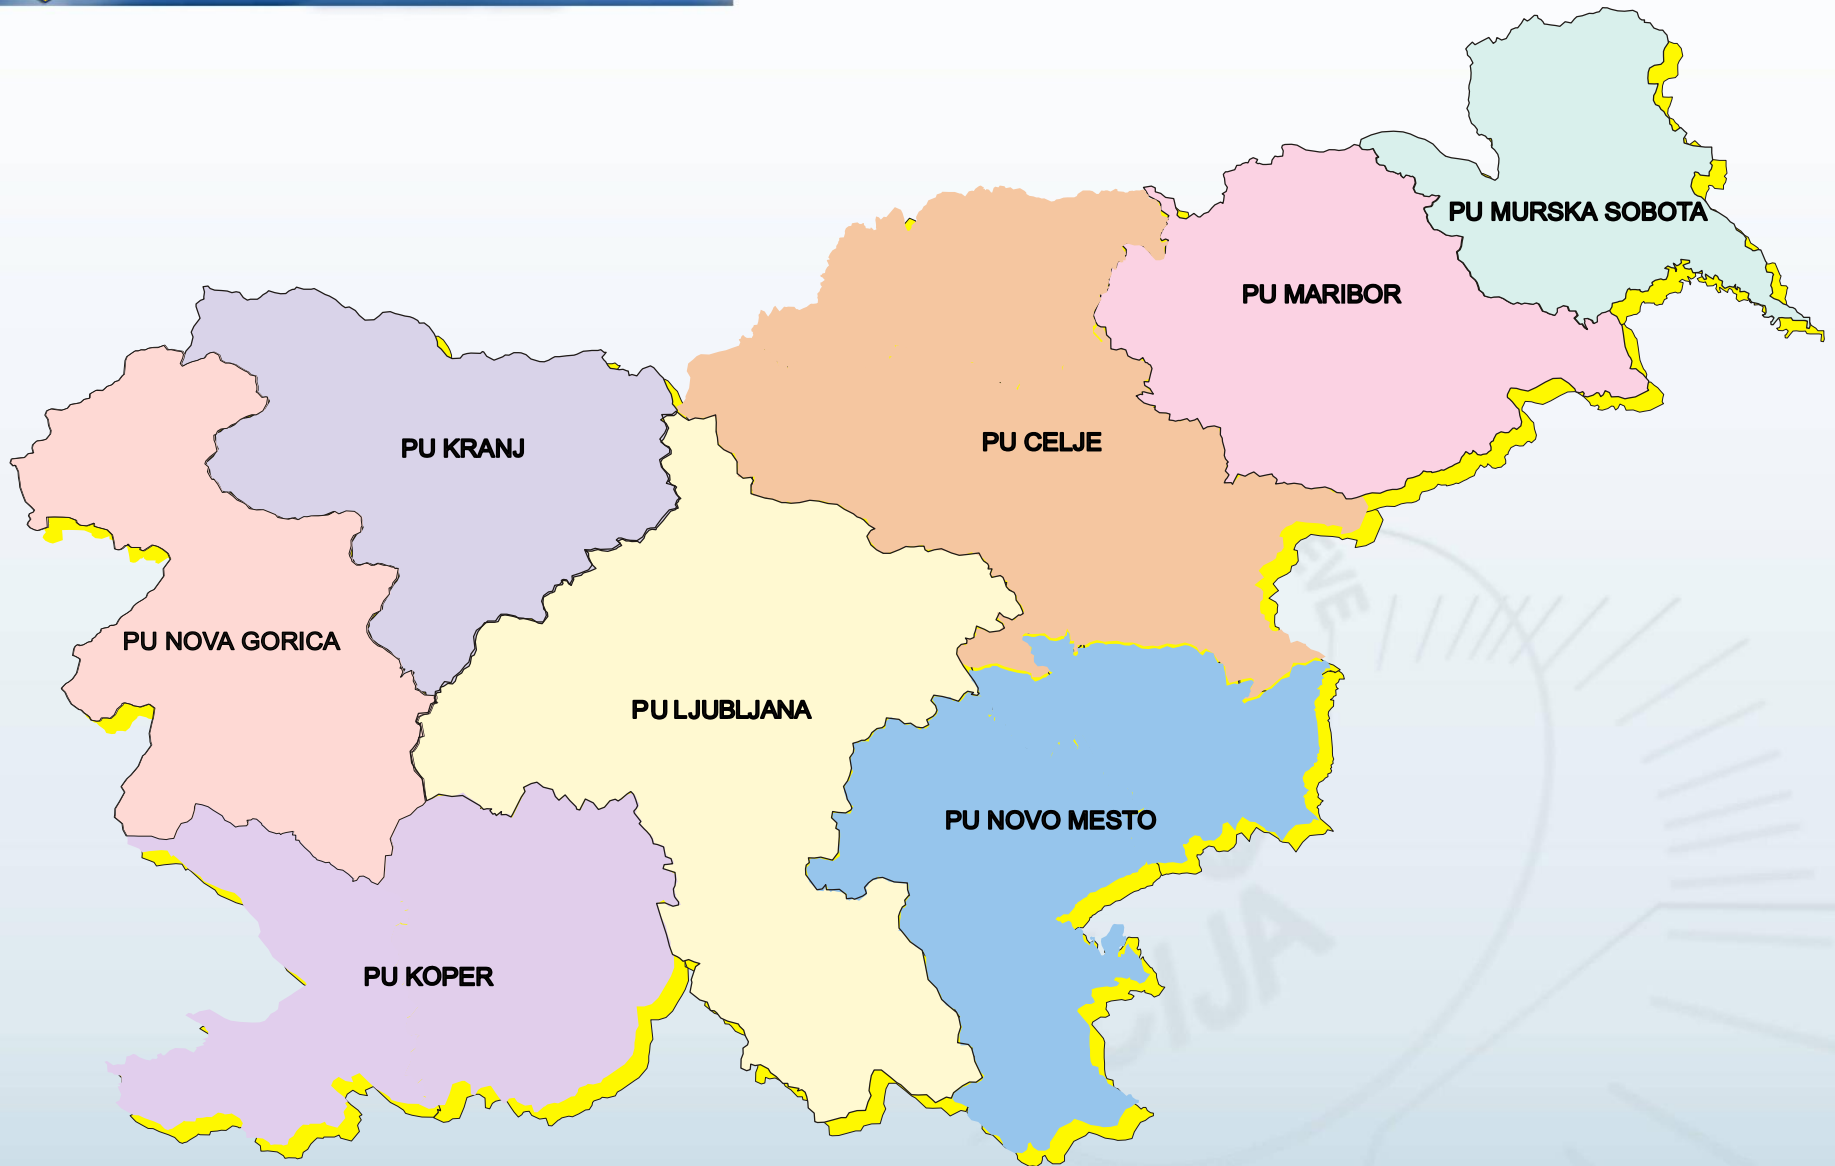 PU MURSKA SOBOTA
PU MARIBOR
PU CELJE
PU KRANJ
PU NOVA GORICA
PU LJUBLJANA
PU NOVO MESTO
PU KOPER